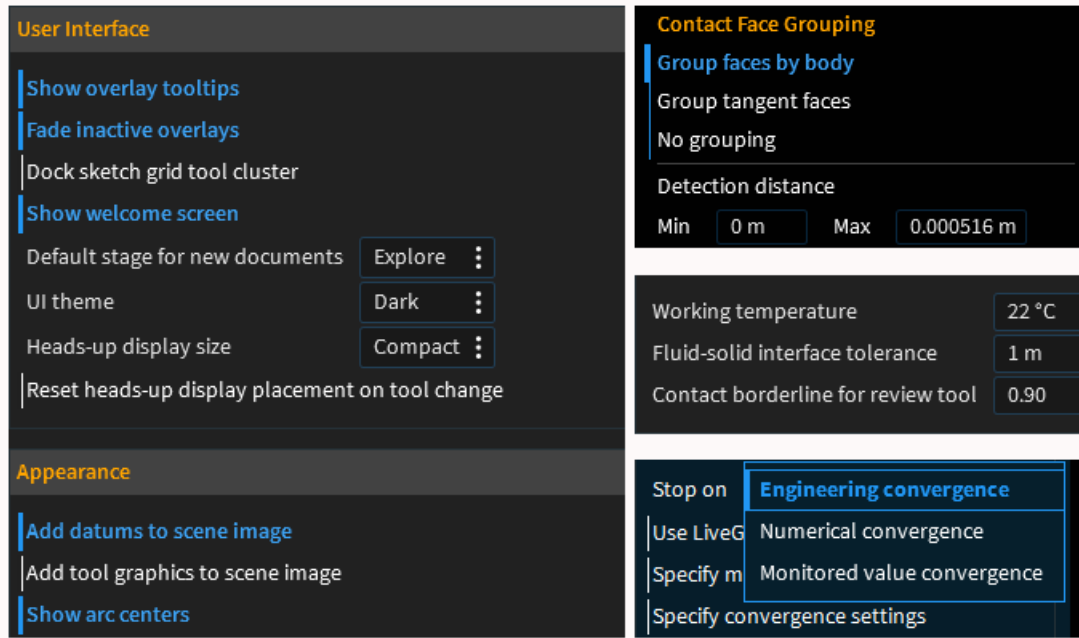 User Interface
Show overlay tooltips
Fade inactive overlays
Dock sketch grid tool cluster
Show welcome screen
Default stage for new documents Explore
UI theme Dark
Heads-up display size Compact
Reset heads-up display placement on tool change
Appearance
Add datums to scene image
Add tool graphics to scene image
Show arc centers
Contact Face Grouping
Group faces by body
Group tangent faces
No grouping
Detection distance
Min 0 m Max 0.000516 m
Working temperature 22 °C
Fluid-solid interface tolerance 1 m
Contact borderline for review tool 0.90
Stop on Engineering convergence
Use LiveG Numerical convergence
Specify m Monitored value convergence
Specify convergence settings